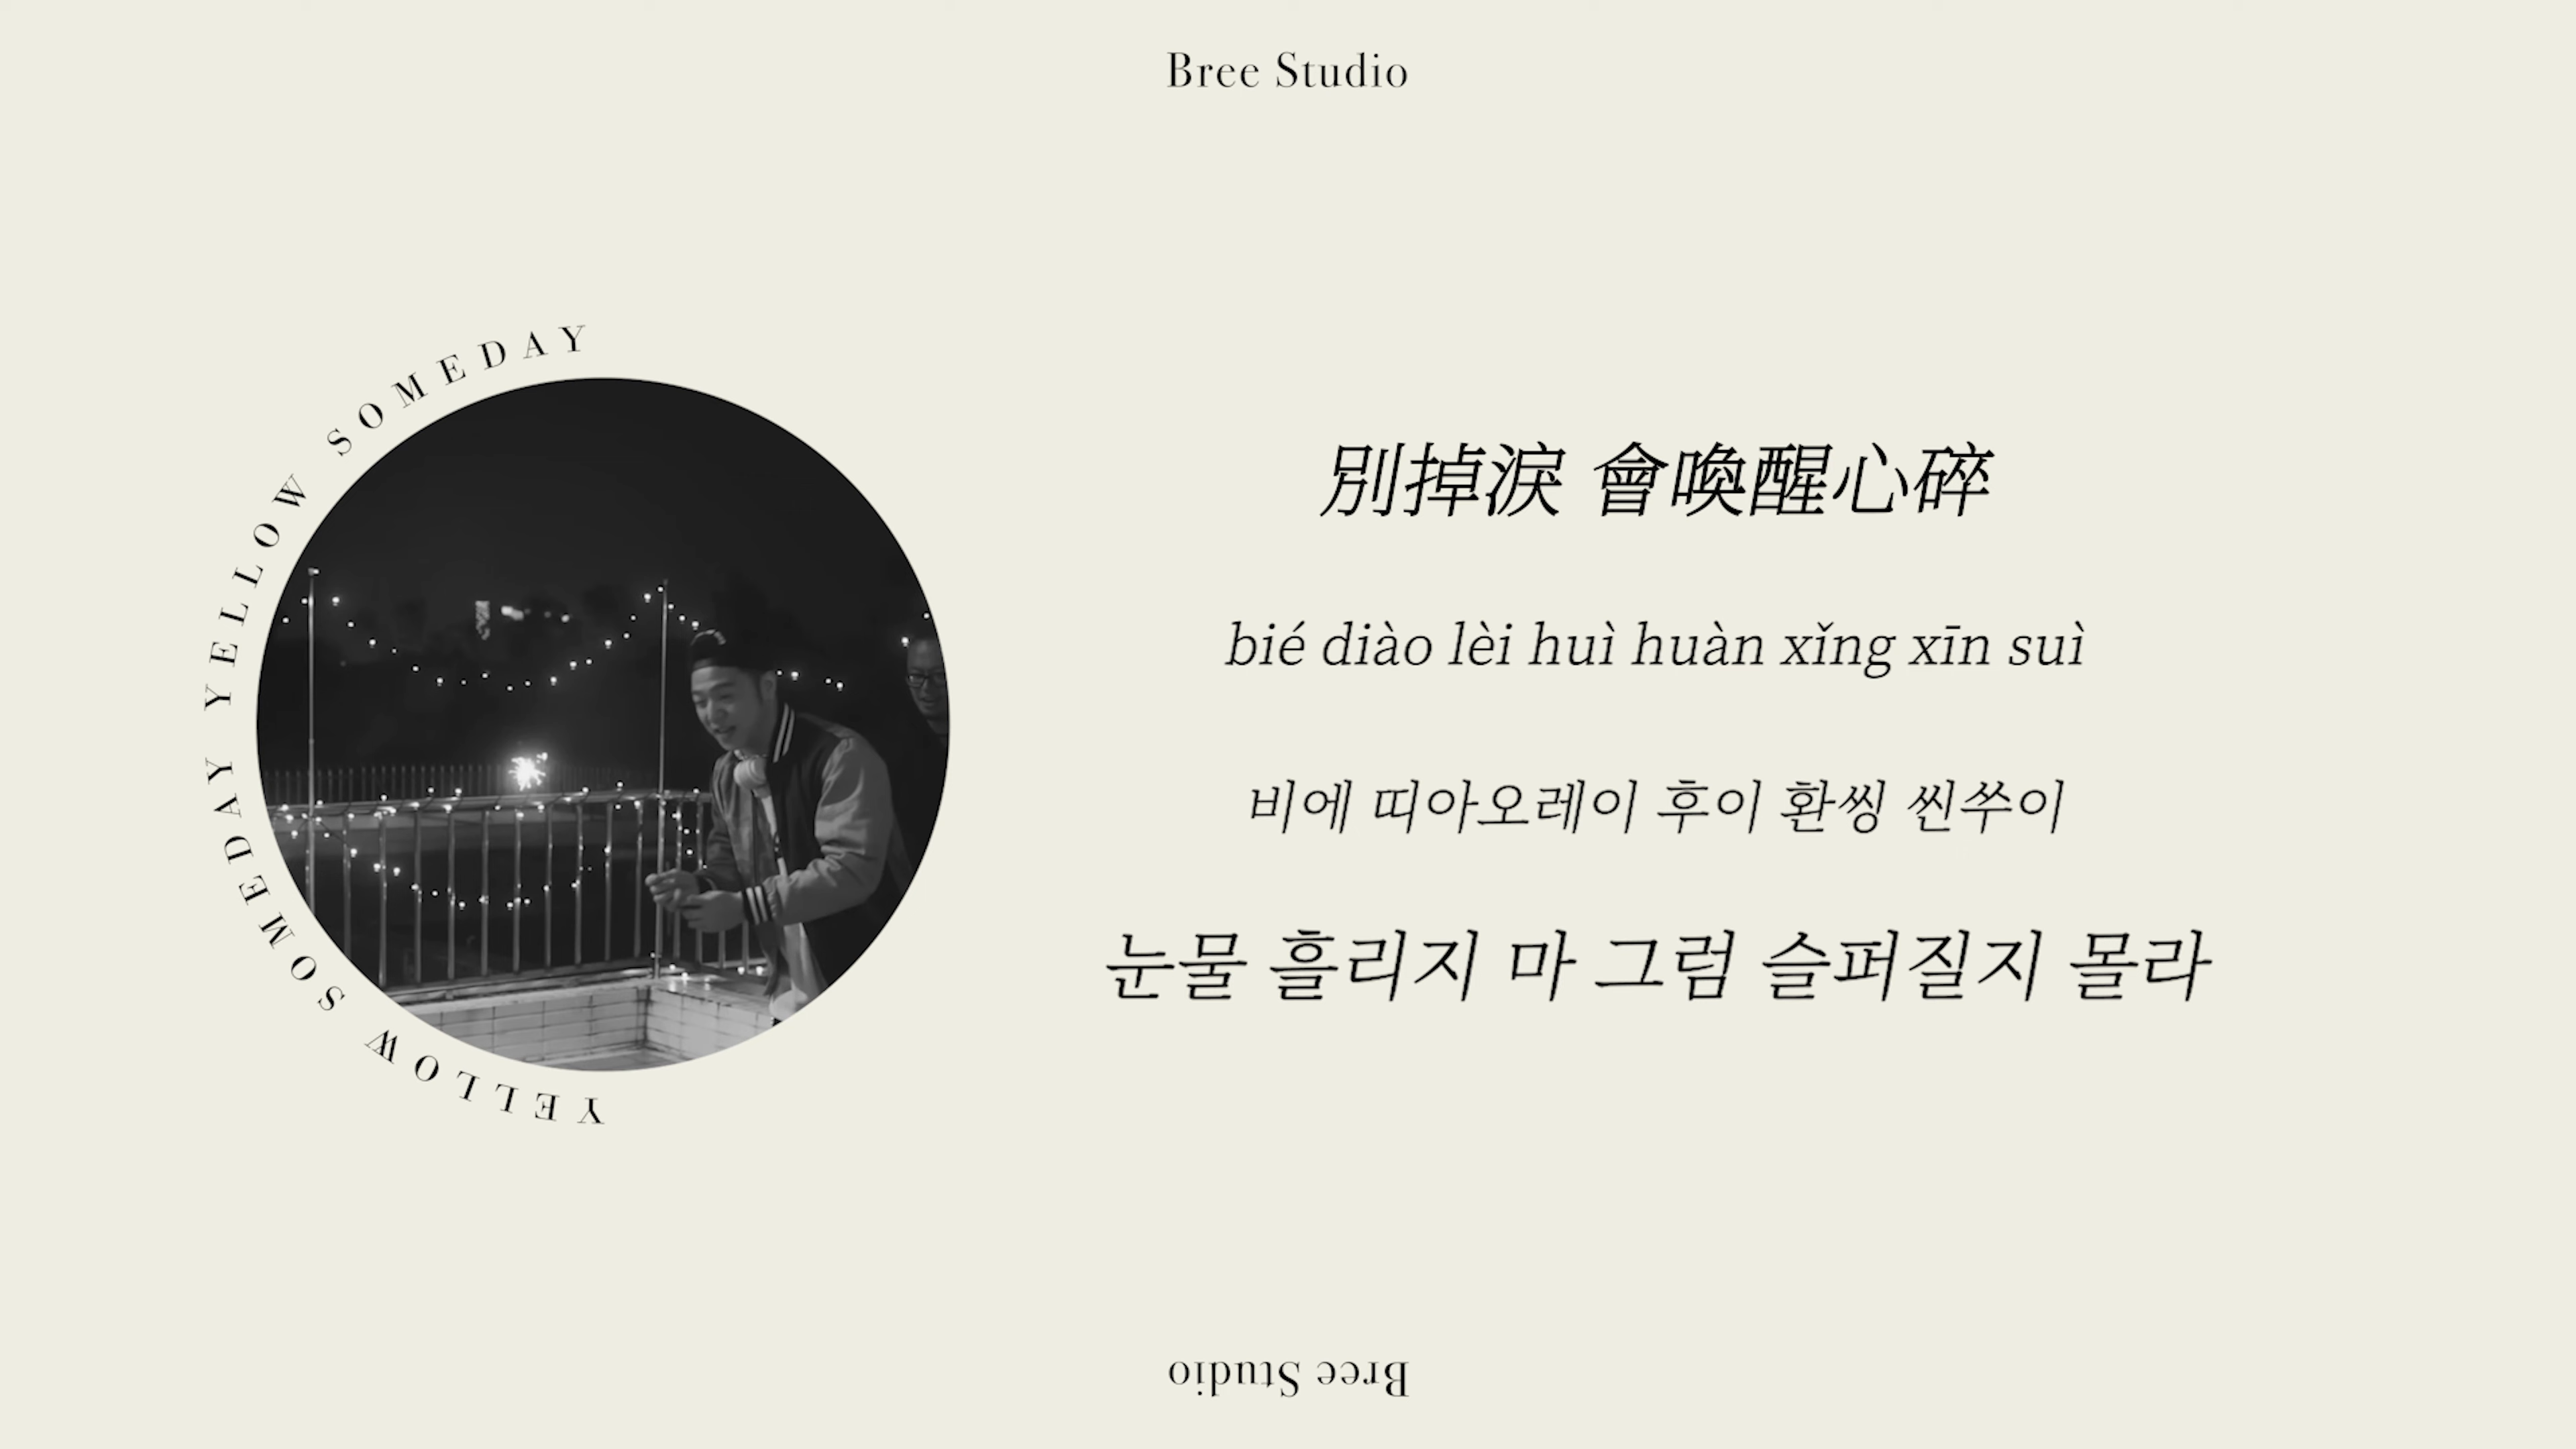 Bree Studio
YELLOW SOMEDAY YELLOW SOMEDAY
別掉淚 會喚醒心碎
bié diào lèi huì huàn xǐng xīn suì
비에 띠아오레이 후이 환씽 씬쑤이
눈물 흘리지 마 그럼 슬퍼질지 몰라
Bree Studio